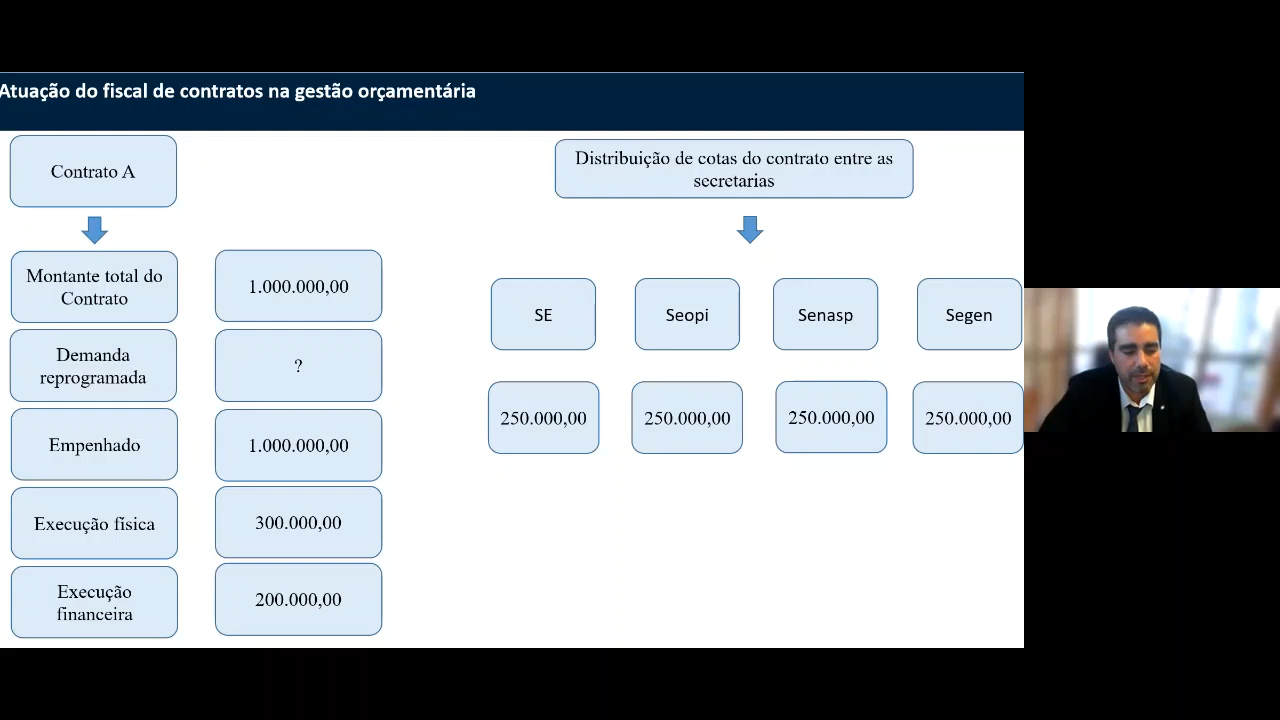 Atuação do fiscal de contratos na gestão orçamentária
Contrato A
Montante total do
Contrato
1.000.000,00
Demanda
reprogramada
?
Empenhado
1.000.000,00
Execução física
300.000,00
Execução
financeira
200.000,00
Distribuição de cotas do contrato entre as
secretarias
SE
Seopi
Senasp
Segen
250.000,00
250.000,00
250.000,00
250.000,00